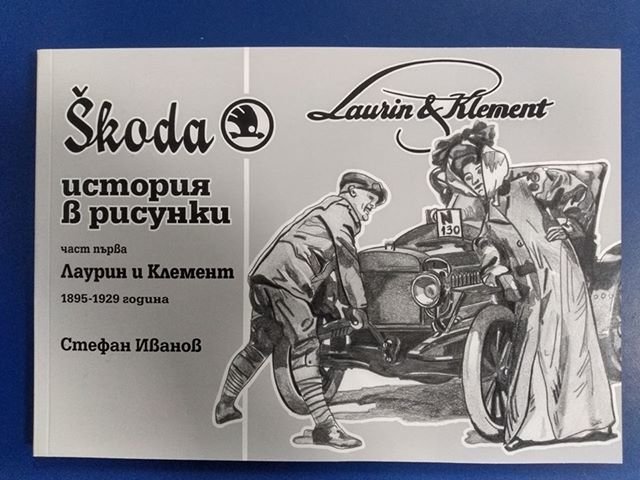 Škoda
история
в рисунки
част първа
Лаурин и Клемент
1895-1929 година
Стефан Иванов
Laurin & Klement
N
130